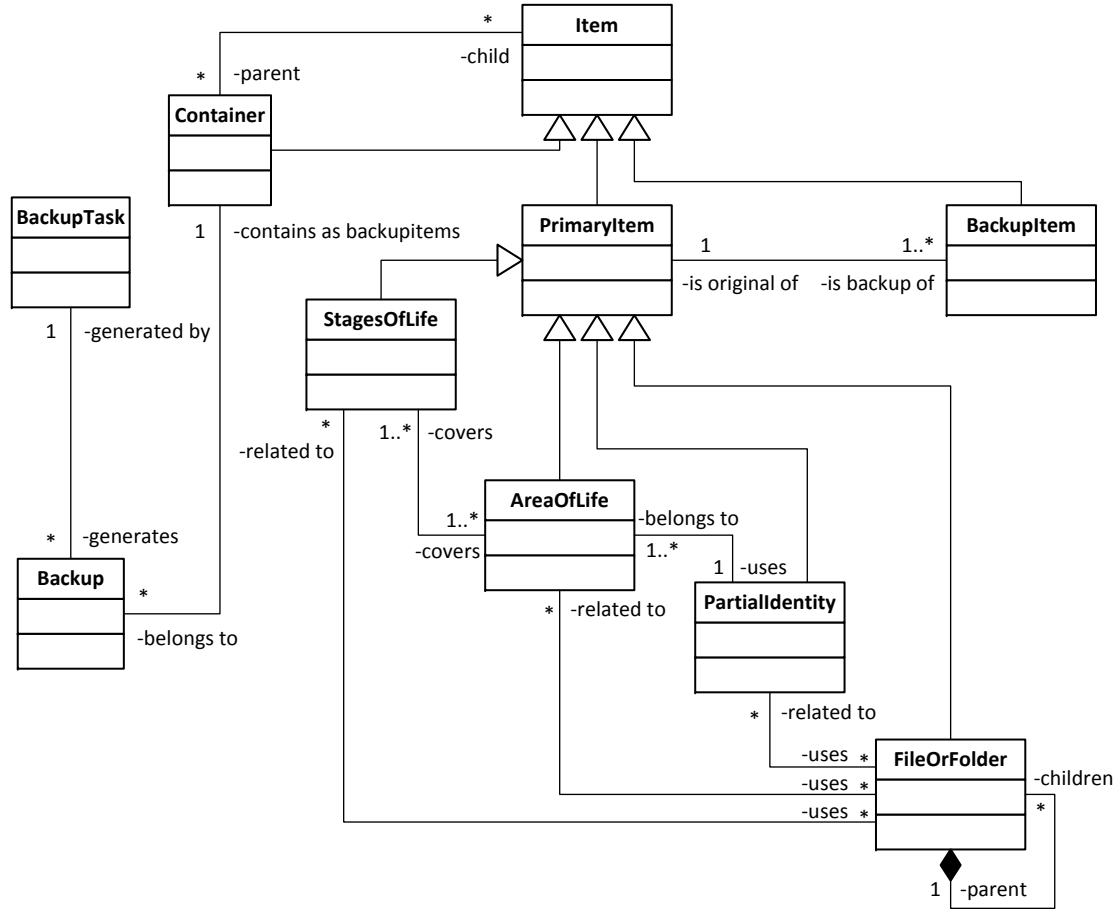 * Item
-child
* -parent
Container
BackupTask
1 -contains as backupitems
PrimaryItem
1 1..*
BackupItem
-is original of -is backup of
StagesOfLife
1 -generated by
* 1..* -covers
-related to
AreaOfLife
1..* -belongs to
-covers 1..*
* -generates
1 -uses
Backup
*
PartialIdentity
* -related to
-belongs to
* -related to
FileOrFolder
-uses *
-children
-uses * *
-uses *
1 -parent